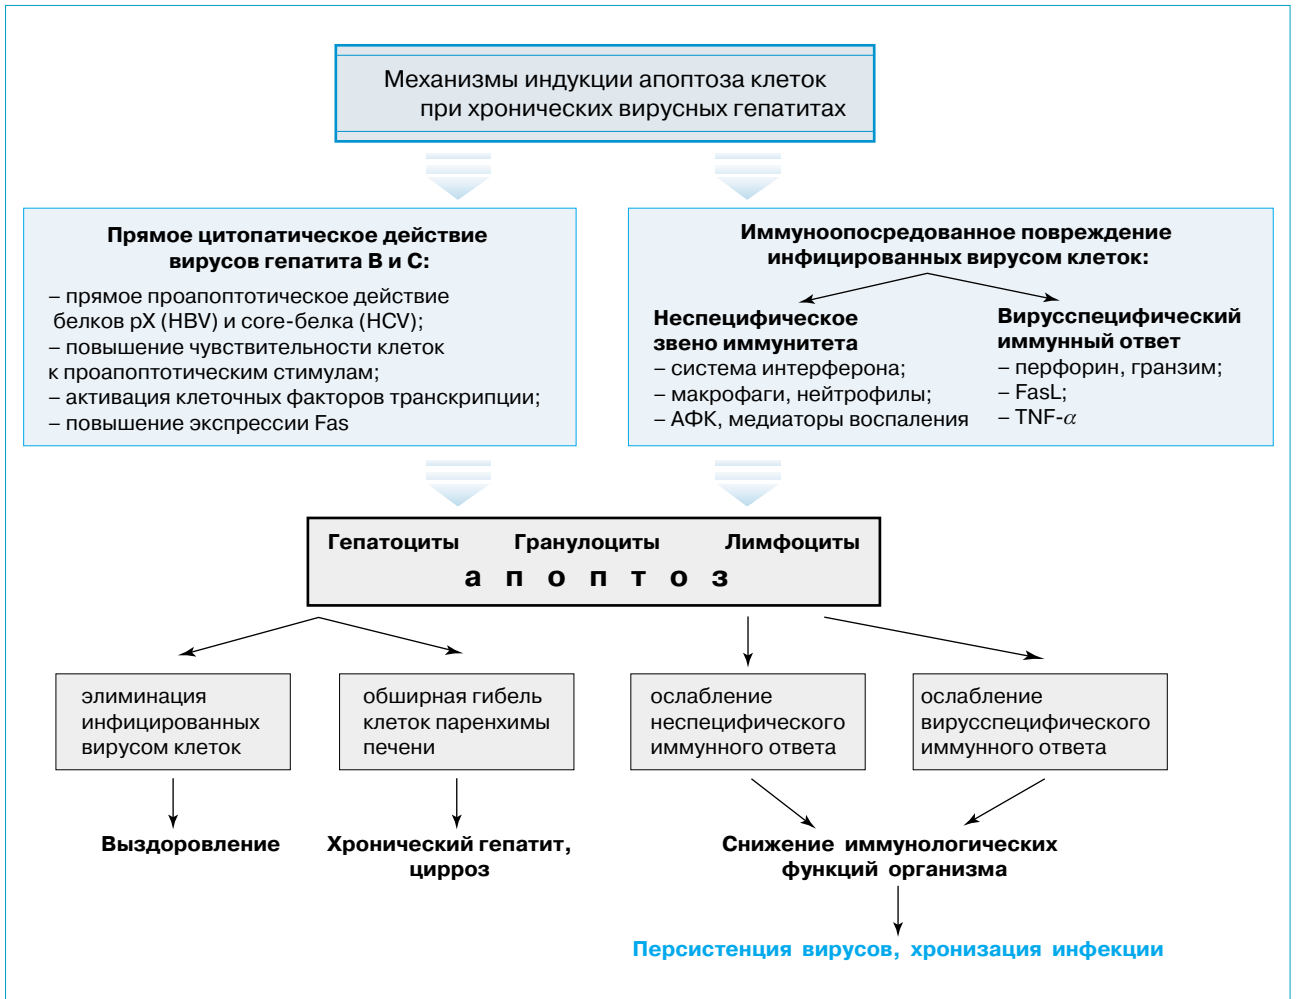 Механизмы индукции апоптоза клеток
при хронических вирусных гепатитах
Прямое цитопатическое действие
вирусов гепатита В и С:
– прямое проапоптотическое действие
белков pX (HBV) и core-белка (HCV);
– повышение чувствительности клеток
к проапоптотическим стимулам;
– активация клеточных факторов транскрипции;
– повышение экспрессии Fas
Иммуноопосредованное повреждение
инфицированных вирусом клеток:
Неспецифическое
звено иммунитета
– система интерферона;
– макрофаги, нейтрофилы;
– АФК, медиаторы воспаления
Вирусспецифический
иммунный ответ
– перфорин, гранзим;
– FasL;
– TNF-α
Гепатоциты Гранулоциты Лимфоциты
а п о п т о з
элиминация
инфицированных
вирусом клеток
обширная гибель
клеток паренхимы
печени
ослабление
неспецифического
иммунного ответа
ослабление
вирусспецифического
иммунного ответа
Выздоровление
Хронический гепатит,
цирроз
Снижение иммунологических
функций организма
Персистенция вирусов, хронизация инфекции